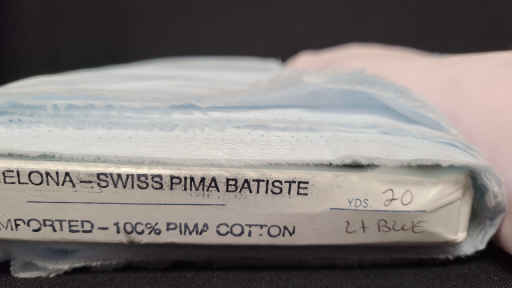 ELONA – SWISS PIMA BATISTE
YDS. 20
MPORTED – 100% PIMA COTTON
Lt BLUE